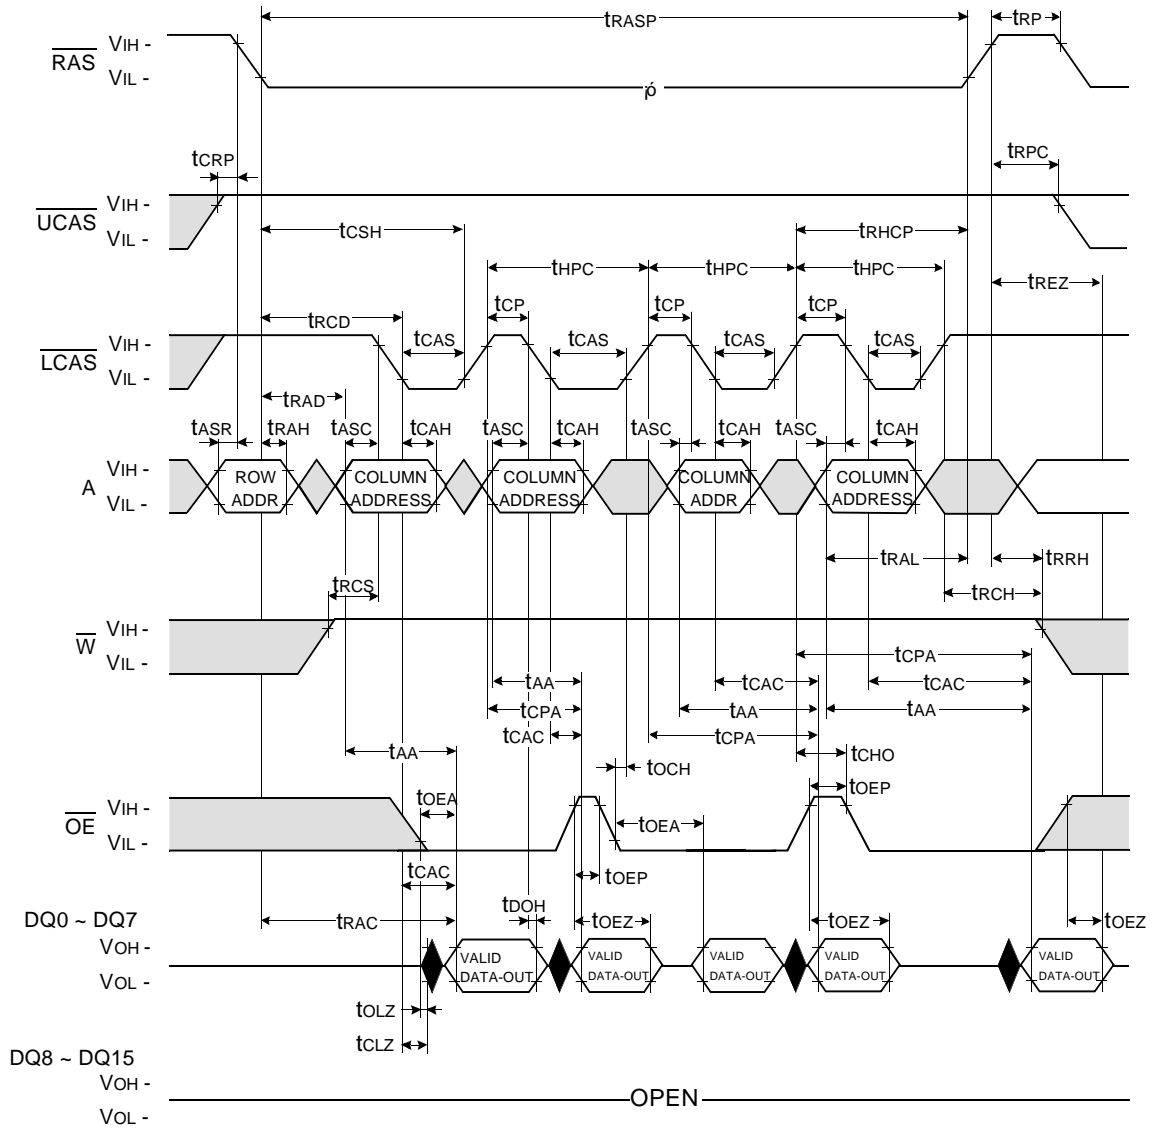 tRASP
tRP
RAS
VIH -
VIL -
ró
tCRP
tRPC
UCAS
VIH -
VIL -
tCSH
tRHCP
tHPC
tHPC
tHPC
tREZ
tRCD
tCP
tCP
tCAS
tCAS
tCAS
tCAS
LCAS
VIH -
VIL -
tRAD
tASR
tRAH
tASC
tCAH
tASC
tCAH
tASC
tCAH
tASC
tCAH
A
VIH -
VIL -
ROW
ADDR
COLUMN
ADDRESS
COLUMN
ADDRESS
COLUMN
ADDR
COLUMN
ADDRESS
tRAL
tRRH
tRCS
tRCH
W
VIH -
VIL -
tCPA
tAA
tCAC
tCAC
tCPA
tAA
tAA
tCAC
tCPA
tAA
tOCH
tCHO
tOEP
OE
VIH -
VIL -
tOEA
tOEA
tCAC
tOEP
tDOH
DQ0 ~ DQ7
tRAC
tOEZ
tOEZ
tOEZ
VOH -
VOL -
VALID
DATA-OUT
VALID
DATA-OUT
VALID
DATA-OUT
VALID
DATA-OUT
VALID
DATA-OUT
tOLZ
tCLZ
DQ8 ~ DQ15
VOH -
VOL -
OPEN